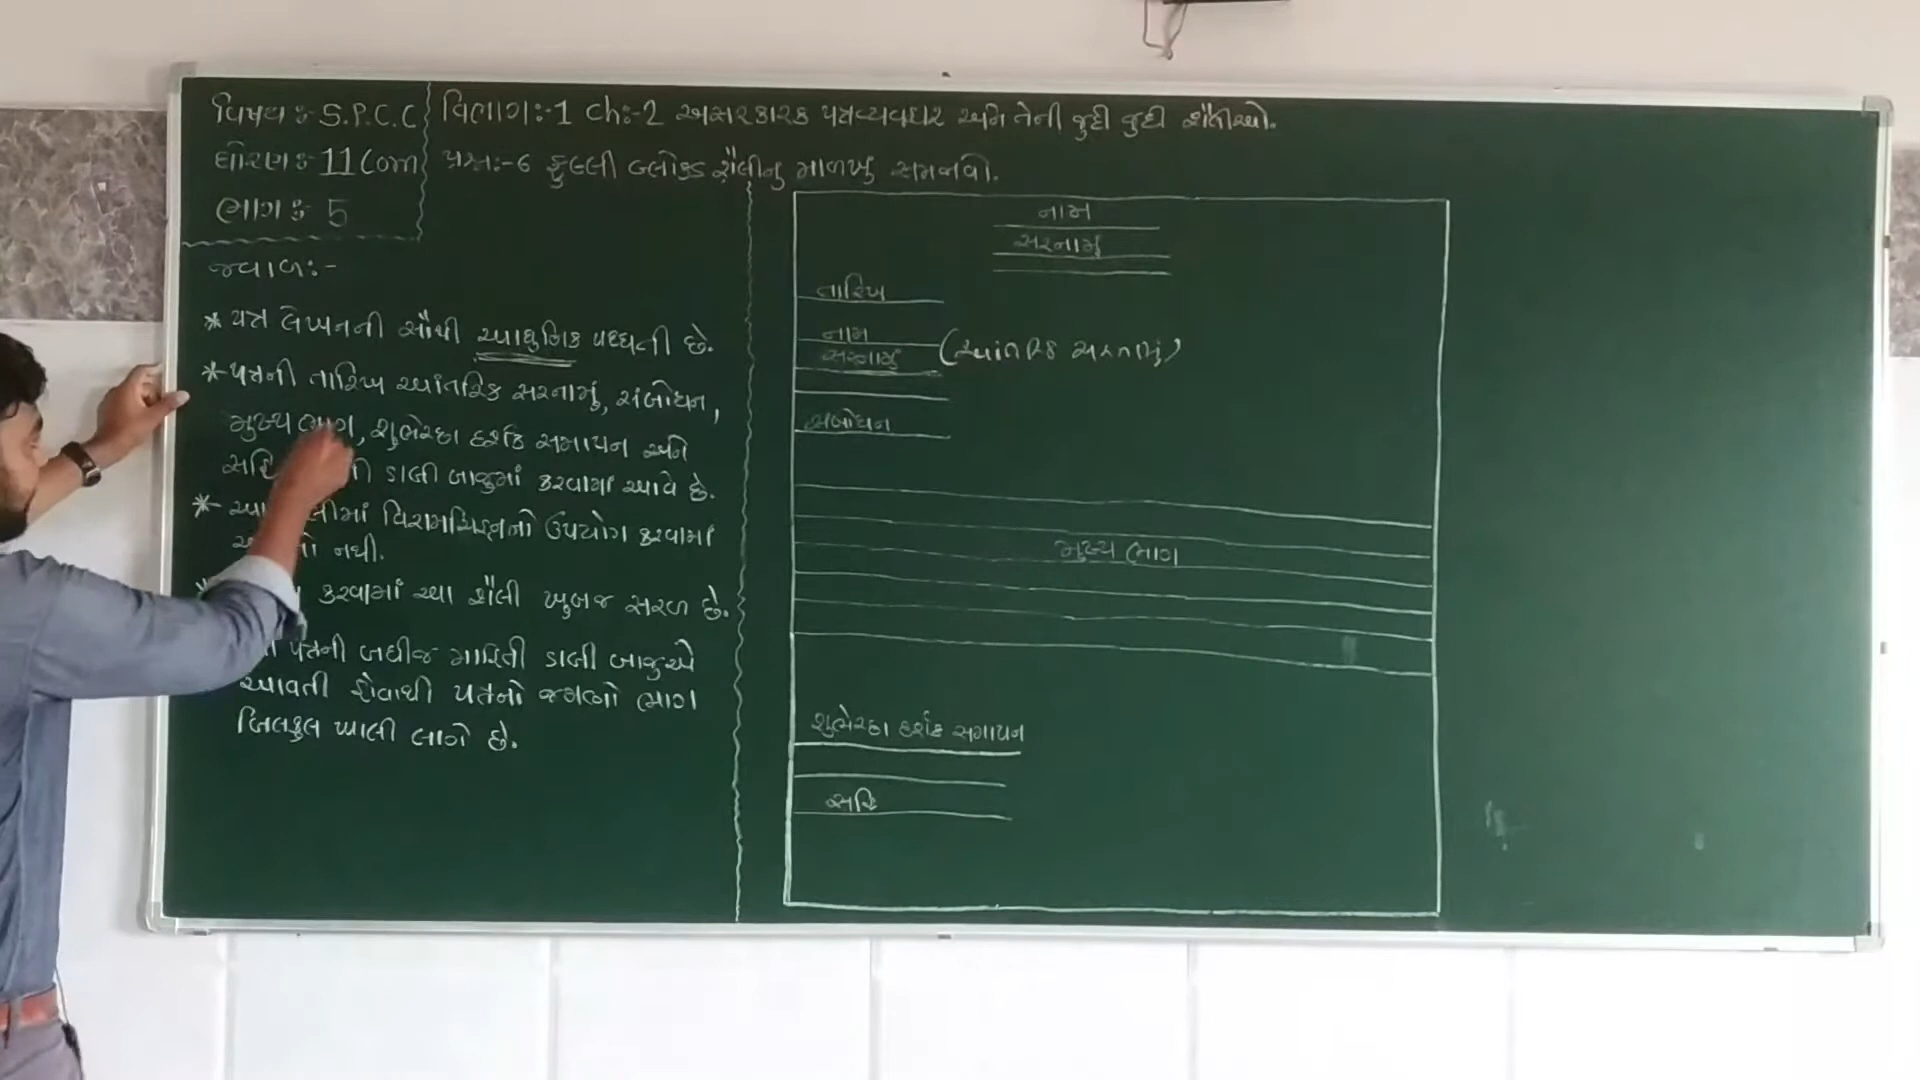 વિષય :- S.P.C.C
ધોરણ :- 11 Com
ભાગ :- 5
વિભાગ:-1 ch:-2 અસરકારક પત્રવ્યવહાર અને તેની જુદી જુદી શૈલીઓ.
પ્રશ્ન:-6 ફુલ્લી બ્લોક્ડ શૈલીનુ માળખુ સમજાવો.
જવાબ:-
* પત્ર લેખનની સૌથી આધુનિક પધ્ધતી છે.
* પત્રની તારિખ આંતરિક સરનામું, સંબોધન,
મુખ્ય ભાગ, શુભેચ્છા દર્શક સમાપન અને
સહિ ડાબી બાજુમાં કરવામાં આવે છે.
* આ વિરામચિહ્નનો ઉપયોગ કરવામાં
નથી.
કરવામાં આ શૈલી ખુબજ સરળ છે.
પત્રની બધીજ માહિતી ડાબી બાજુએ
આવતી હોવાથી પત્રનો જમણો ભાગ
બિલકુલ ખાલી લાગે છે.
નામ
સરનામું
તારિખ
નામ
સરનામું (આંતરિક સરનામું)
સંબોધન
મુખ્ય ભાગ
શુભેચ્છા દર્શક સમાપન
સહિ